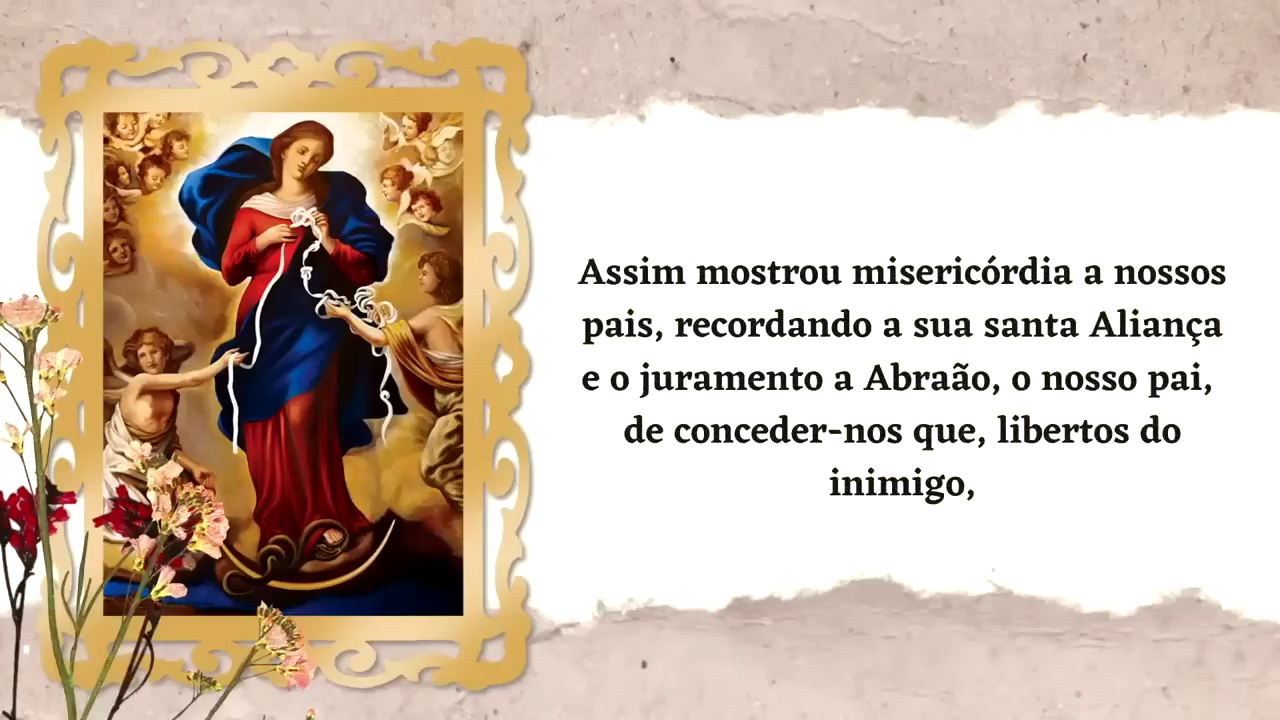 Assim mostrou misericórdia a nossos
pais, recordando a sua santa Aliança
e o juramento a Abraão, o nosso pai,
de conceder-nos que, libertos do
inimigo,